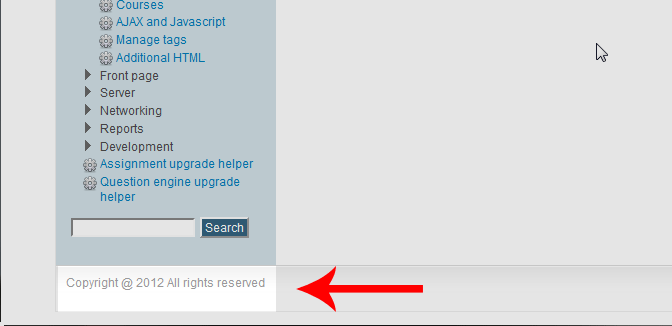 Courses
AJAX and Javascript
Manage tags
Additional HTML
Front page
Server
Networking
Reports
Development
Assignment upgrade helper
Question engine upgrade
helper
Search
Copyright @ 2012 All rights reserved